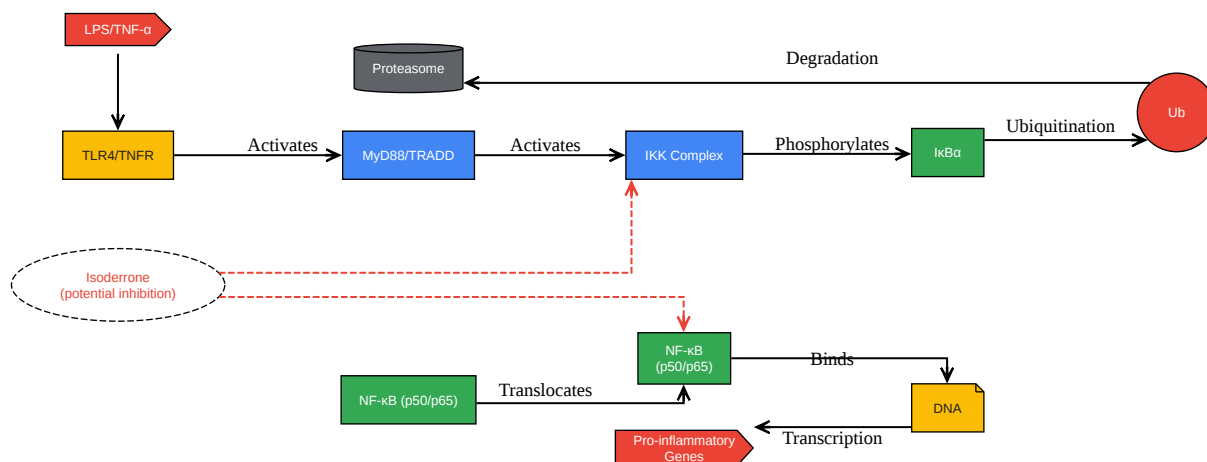 LPS/TNF-α
Proteasome
Degradation
Ub
TLR4/TNFR
Activates
MyD88/TRADD
Activates
IKK Complex
Phosphorylates
IκBα
Ubiquitination
Isoderrone
(potential inhibition)
NF-κB
(p50/p65)
Binds
NF-κB (p50/p65)
Translocates
DNA
Pro-inflammatory
Genes
Transcription